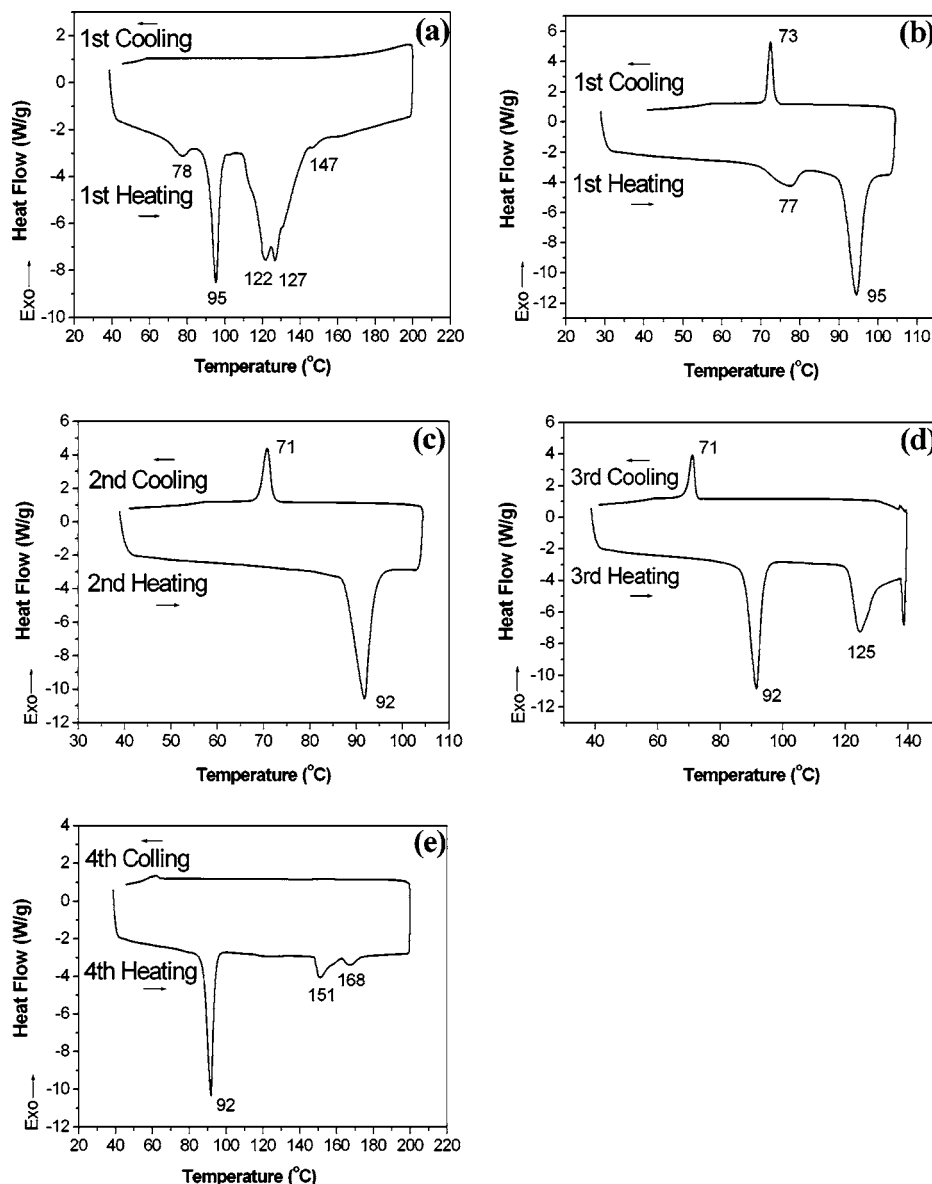 (a)
1st Cooling
1st Heating
78
95
122
127
147
2
0
-2
-4
-6
-8
-10
Heat Flow (W/g)
Exo
20 40 60 80 100 120 140 160 180 200 220
Temperature (°C)
(b)
73
1st Cooling
1st Heating
77
95
6
4
2
0
-2
-4
-6
-8
-10
-12
Heat Flow (W/g)
Exo
20 30 40 50 60 70 80 90 100 110
Temperature (°C)
(c)
71
2nd Cooling
2nd Heating
92
6
4
2
0
-2
-4
-6
-8
-10
-12
Heat Flow (W/g)
Exo
30 40 50 60 70 80 90 100 110
Temperature (°C)
(d)
71
3rd Cooling
3rd Heating
92
125
6
4
2
0
-2
-4
-6
-8
-10
-12
Heat Flow (W/g)
Exo
40 60 80 100 120 140
Temperature (°C)
(e)
4th Colling
4th Heating
92
151
168
4
2
0
-2
-4
-6
-8
-10
-12
Heat Flow (W/g)
Exo
20 40 60 80 100 120 140 160 180 200 220
Temperature (°C)